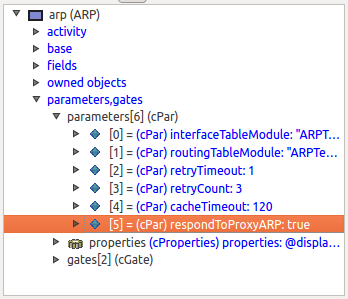 arp (ARP)
activity
base
fields
owned objects
parameters,gates
parameters[6] (cPar)
[0] = (cPar) interfaceTableModule: "ARPT
[1] = (cPar) routingTableModule: "ARPTe
[2] = (cPar) retryTimeout: 1
[3] = (cPar) retryCount: 3
[4] = (cPar) cacheTimeout: 120
[5] = (cPar) respondToProxyARP: true
properties (cProperties) properties: @displa
gates[2] (cGate)